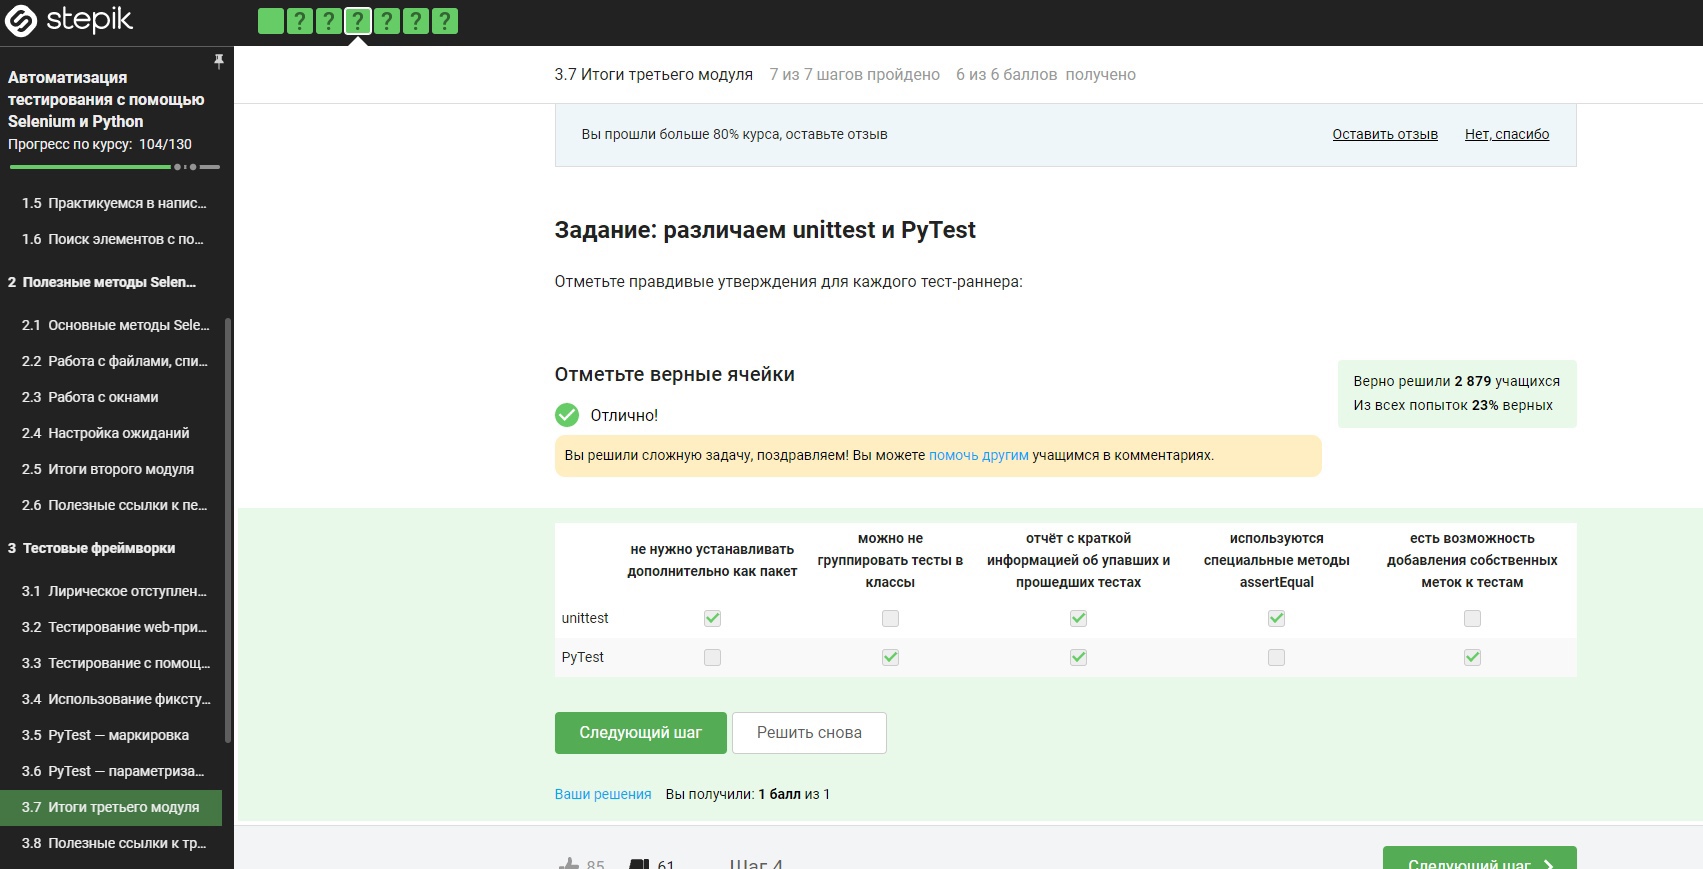 stepik
? ? ? ? ? ?
Автоматизация
тестирования с помощью
Selenium и Python
Прогресс по курсу: 104/130
1.5 Практикуемся в напис...
1.6 Поиск элементов с по...
2 Полезные методы Selen...
2.1 Основные методы Sele...
2.2 Работа с файлами, спи...
2.3 Работа с окнами
2.4 Настройка ожиданий
2.5 Итоги второго модуля
2.6 Полезные ссылки к пе...
3 Тестовые фреймворки
3.1 Лирическое отступлен...
3.2 Тестирование web-при...
3.3 Тестирование с помощ...
3.4 Использование фиксту...
3.5 PyTest — маркировка
3.6 PyTest — параметриза...
3.7 Итоги третьего модуля
3.8 Полезные ссылки к тр...
3.7 Итоги третьего модуля 7 из 7 шагов пройдено 6 из 6 баллов получено
Вы прошли больше 80% курса, оставьте отзыв Оставить отзыв Нет, спасибо
Задание: различаем unittest и PyTest
Отметьте правдивые утверждения для каждого тест-раннера:
Отметьте верные ячейки
Отлично!
Вы решили сложную задачу, поздравляем! Вы можете помочь другим учащимся в комментариях.
Верно решили 2 879 учащихся
Из всех попыток 23% верных
не нужно устанавливать
дополнительно как пакет
можно не
группировать тесты в
классы
отчёт с краткой
информацией об упавших и
прошедших тестах
используются
специальные методы
assertEqual
есть возможность
добавления собственных
меток к тестам
unittest
PyTest
Следующий шаг Решить снова
Ваши решения Вы получили: 1 балл из 1
85 61 Шаг 4 Следующий шаг